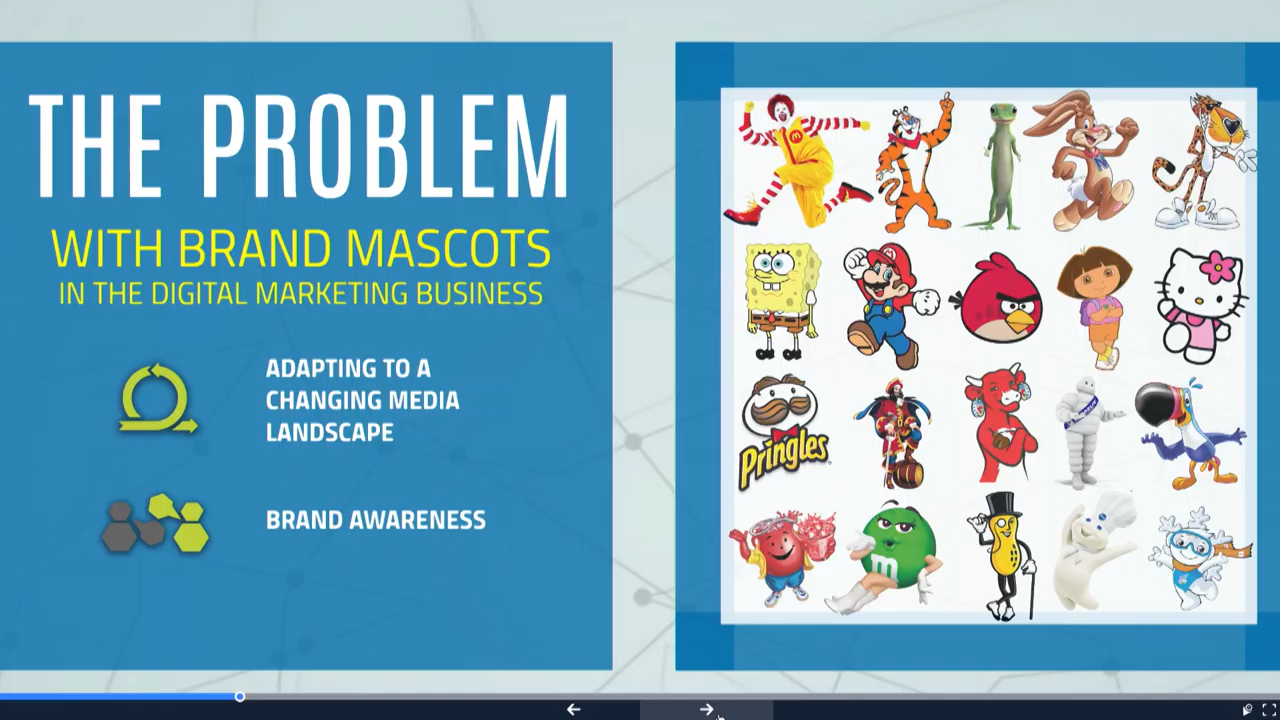 THE PROBLEM
WITH BRAND MASCOTS
IN THE DIGITAL MARKETING BUSINESS
ADAPTING TO A
CHANGING MEDIA
LANDSCAPE
BRAND AWARENESS
Pringles
m